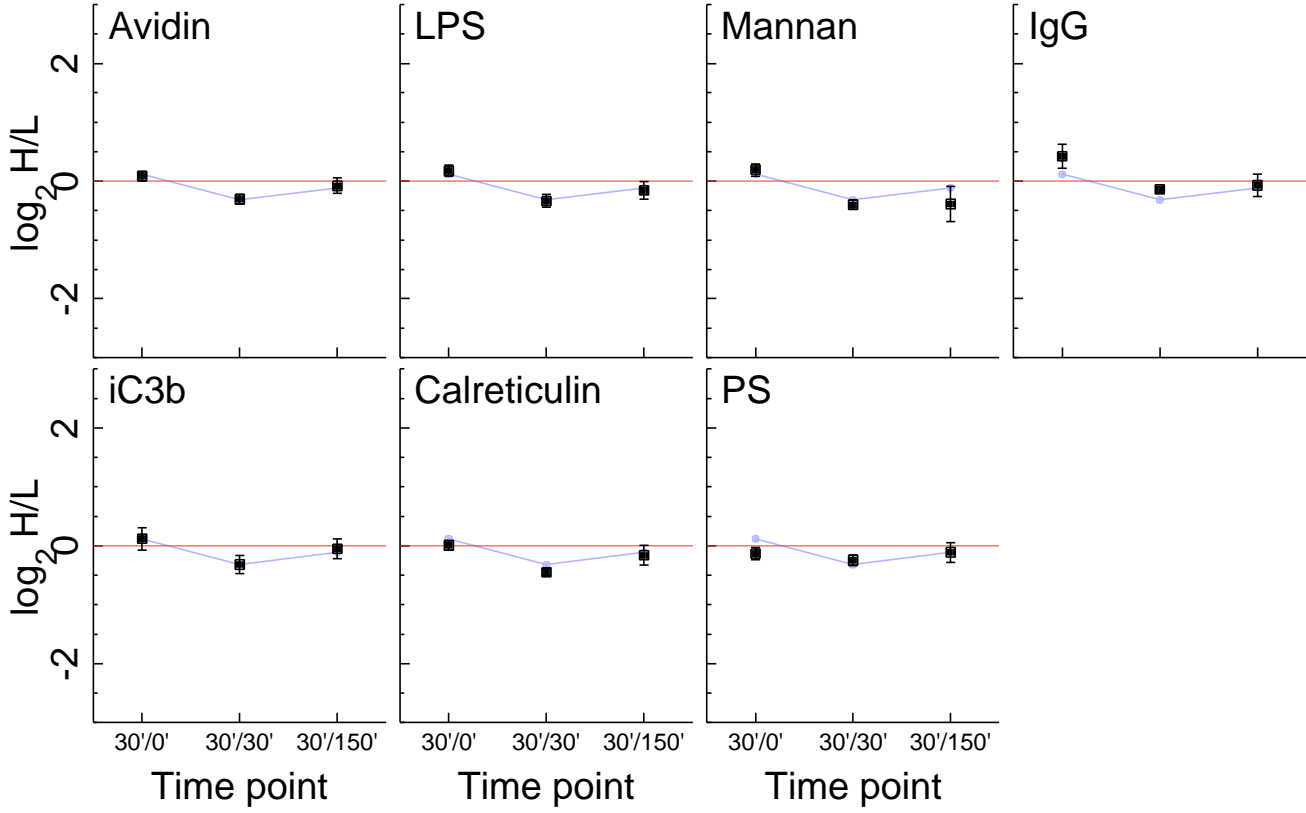 Avidin LPS Mannan IgG
2
0
-2
log2 H/L
iC3b Calreticulin PS
2
0
-2
log2 H/L
30'/0' 30'/30' 30'/150' 30'/0' 30'/30' 30'/150' 30'/0' 30'/30' 30'/150'
Time point Time point Time point